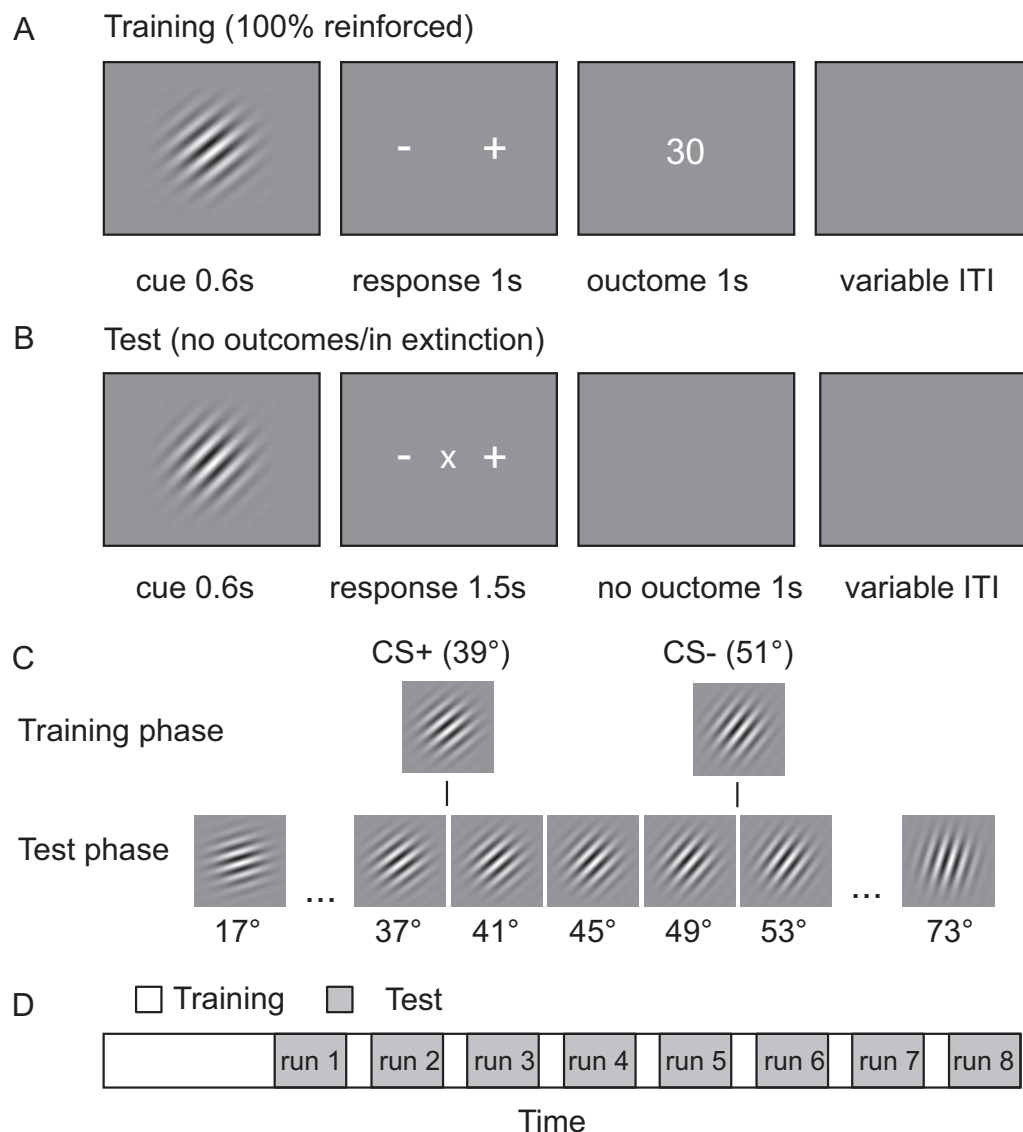 A Training (100% reinforced)
- +
30
cue 0.6s response 1s ouctome 1s variable ITI
B Test (no outcomes/in extinction)
- x +
cue 0.6s response 1.5s no ouctome 1s variable ITI
C CS+ (39°) CS- (51°)
Training phase
Test phase
... ...
17° 37° 41° 45° 49° 53° 73°
D Training Test
run 1 run 2 run 3 run 4 run 5 run 6 run 7 run 8
Time